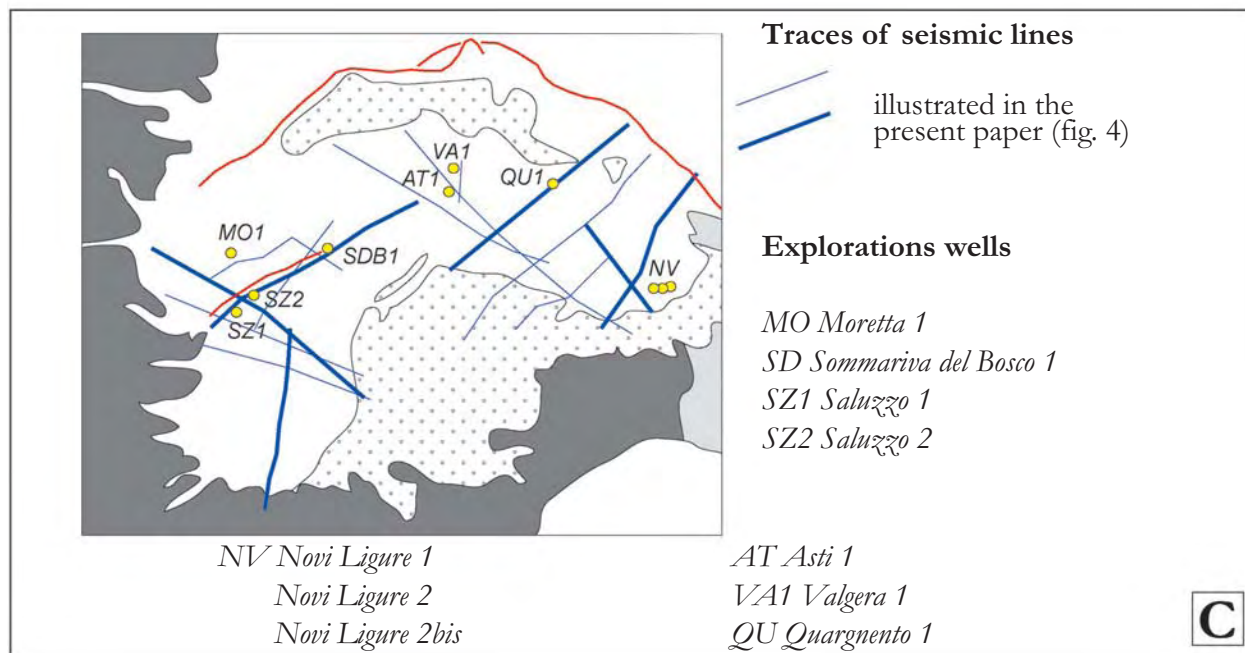 Traces of seismic lines
illustrated in the
present paper (fig. 4)
VA1
AT1
QU1
MO1
SDB1
NV
SZ2
SZ1
Explorations wells
MO Moretta 1
SD Sommariva del Bosco 1
SZ1 Saluzzo 1
SZ2 Saluzzo 2
NV Novi Ligure 1
Novi Ligure 2
Novi Ligure 2bis
AT Asti 1
VA1 Valgera 1
QU Quargnento 1
C